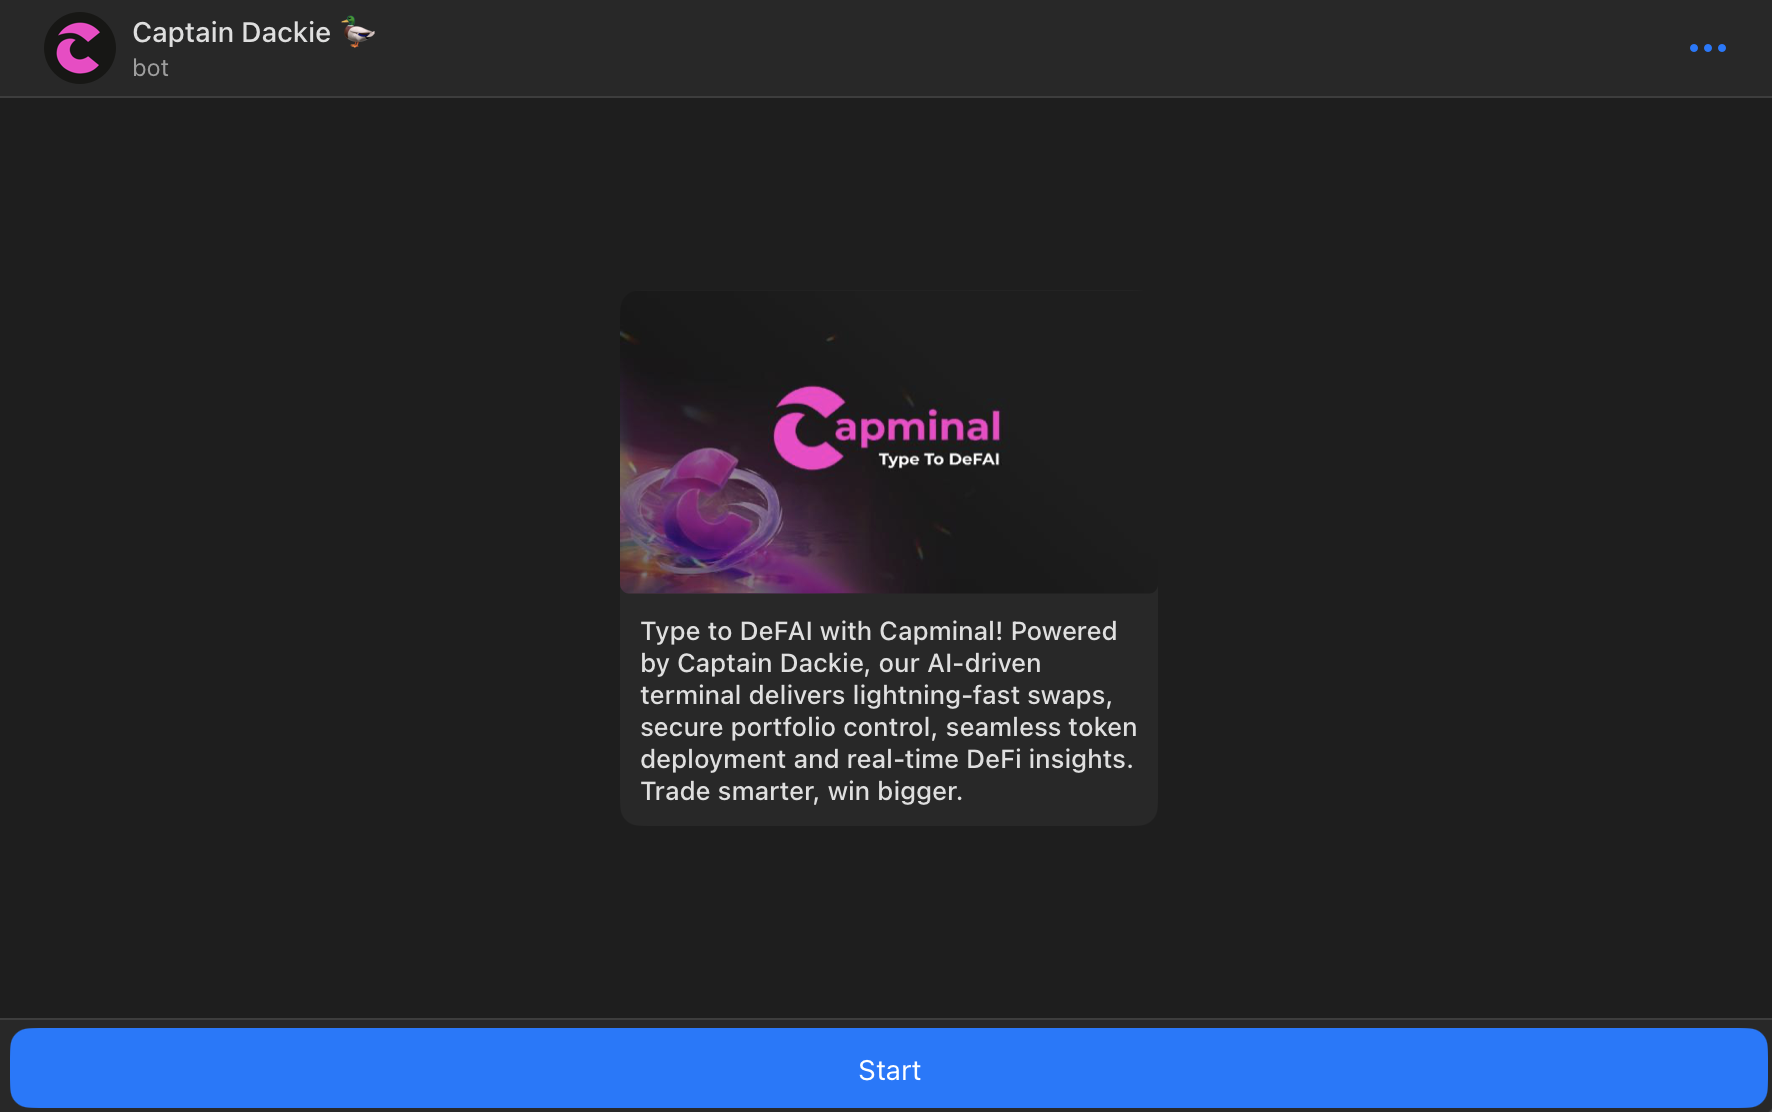 Captain Dackie 🦆
bot
Capminal
Type To DeFAI
Type to DeFAI with Capminal! Powered
by Captain Dackie, our AI-driven
terminal delivers lightning-fast swaps,
secure portfolio control, seamless token
deployment and real-time DeFi insights.
Trade smarter, win bigger.
Start